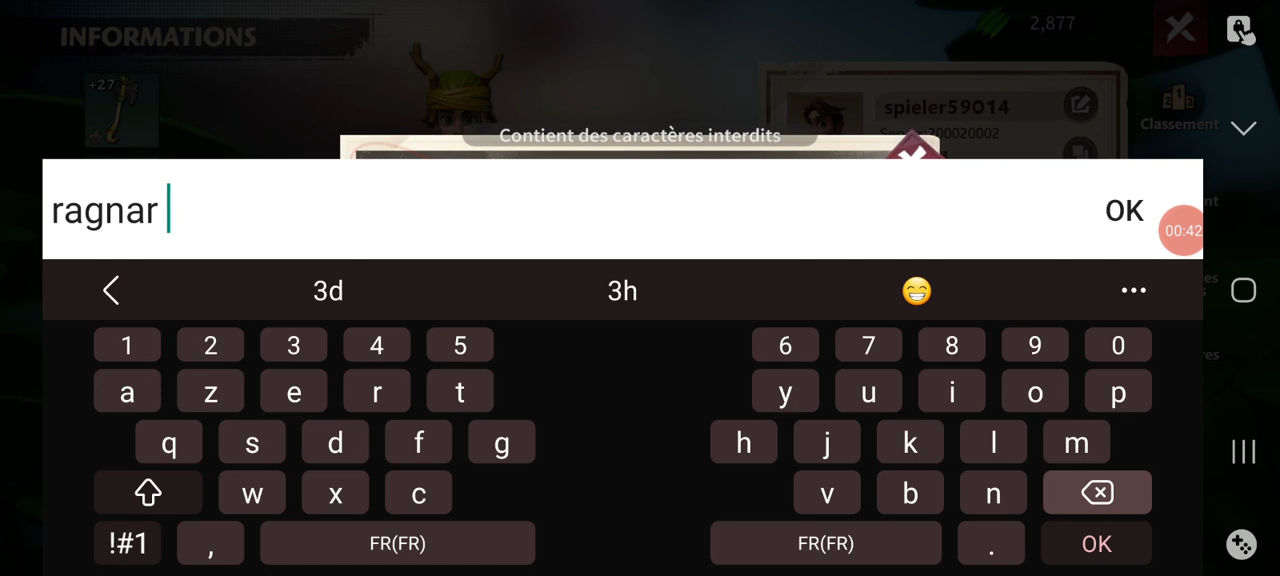 INFORMATIONS
2,877
+27
spieler59014
Classement
Contient des caractères interdits
ragnar
OK
00:42
3d 3h 😁 ...
1 2 3 4 5 6 7 8 9 0
a z e r t y u i o p
q s d f g h j k l m
w x c v b n
!#1 , FR(FR) FR(FR) . OK